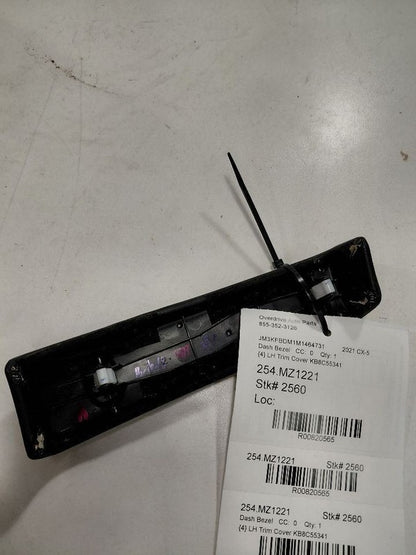 Overdrive Auto Parts
855-352-3126
JM3KFBDM1M1464731 2021 CX-5
Dash Bezel CC: 0 Qty: 1
(4) LH Trim Cover KB8C55341
254.MZ1221
Stk# 2560
Loc:
R00820565
254.MZ1221 Stk# 2560
R00820565
254.MZ1221 Stk# 2560
Dash Bezel CC: 0 Qty: 1
(4) LH Trim Cover KB8C55341